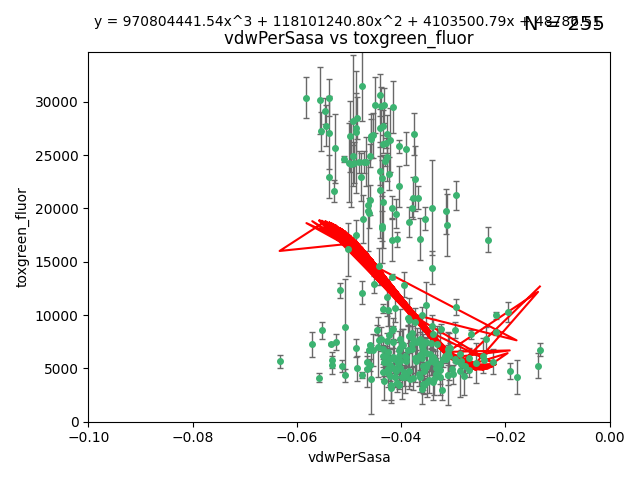 y = 970804441.54x^3 + 118101240.80x^2 + 4103500.79x +
N = 255
vdwPerSasa vs toxgreen_fluor
30000
25000
20000
15000
10000
5000
0
toxgreen_fluor
−0.10
−0.08
−0.06
−0.04
−0.02
0.00
vdwPerSasa